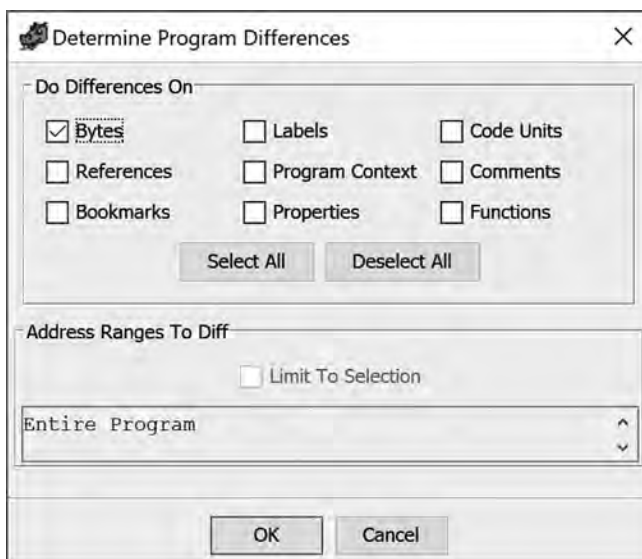 Determine Program Differences
Do Differences On
Bytes Labels Code Units
References Program Context Comments
Bookmarks Properties Functions
Select All Deselect All
Address Ranges To Diff
Limit To Selection
Entire Program
OK Cancel